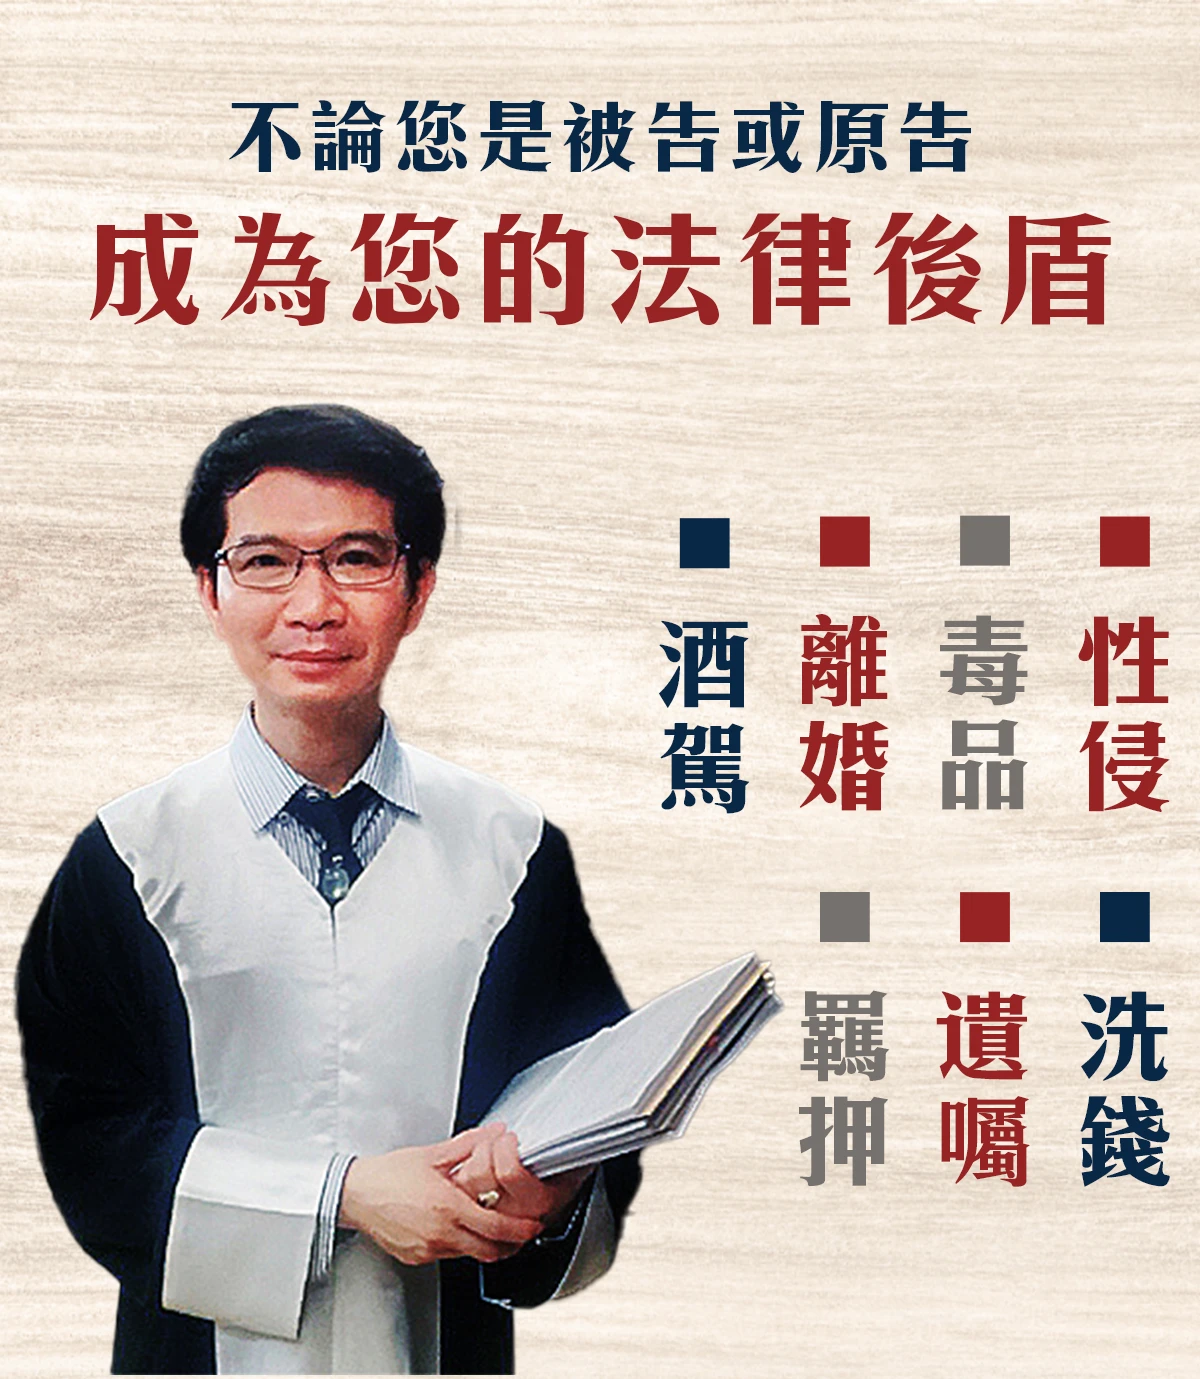 不論您是被告或原告
成為您的法律後盾
性侵
毒品
離婚
酒駕
洗錢
遺囑
羈押